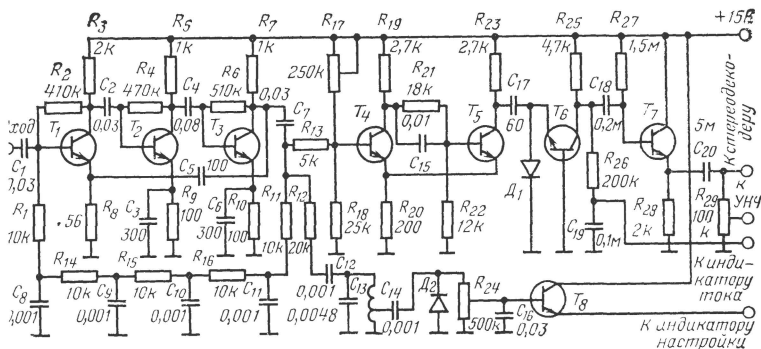 R3 R5 R7 R17 R19 R23 R25 R27 +15В
2к 1к 1к 2,7к 2,7к 4,7к 1,5м
R2 C2 R4 C4 R6 0,03 250к R21 C17 C18
410к 470к 510к C7 18к
T1 T2 T3 R13 T4 T5 T6 T7
0,03 0,08 0,01 60 0,2м
Вход 5к 5м
C1 C5 100 C15 Д1 R26 C20
0,03 200к
К стереодекодеру
R1 R8 C3 R9 C6 R10 R11 R12 R18 R20 R22 C19 R28 R29
10к .56 300 100 300 100 10к 20к 25к 200 12к 0,1м 2к 100к
К УНЧ
R14 R15 R16 C12
10к 10к 10к 0,001 C13 C14 Д2 R24 T8
К индикатору тока
C8 C9 C10 C11 0,0048 0,001 500к C16
0,001 0,001 0,001 0,001 0,03
К индикатору настройки